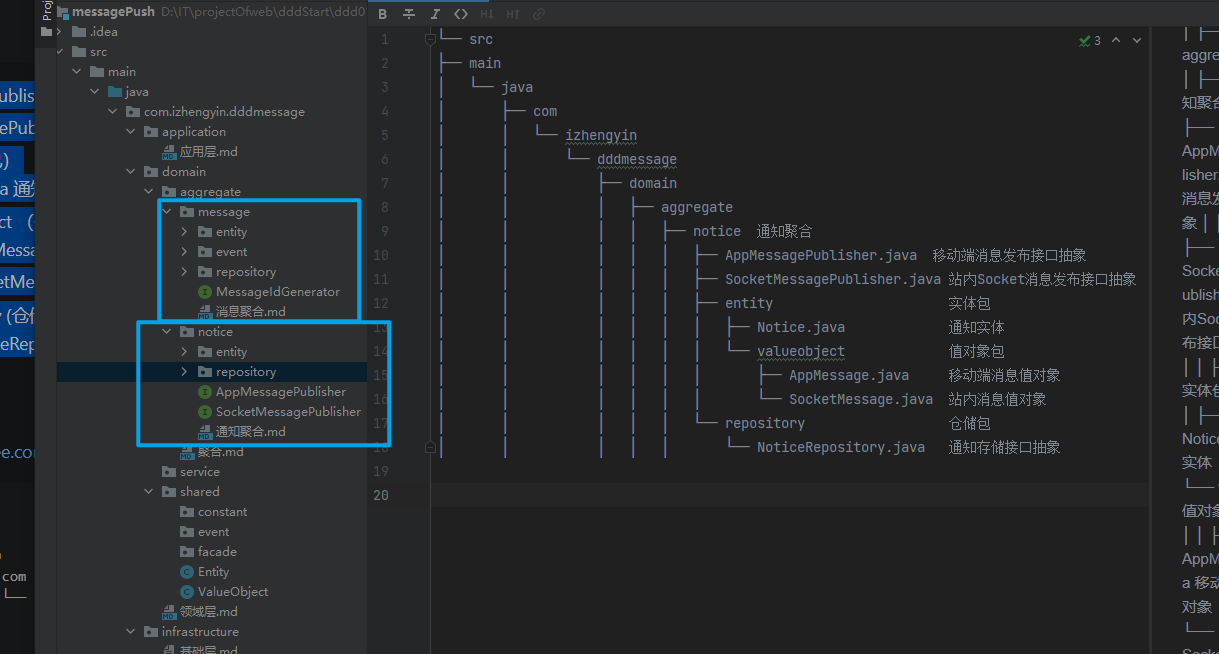 messagePush D:\IT\projectOfweb\dddStart\ddd0
.idea
src
main
java
com.izhengyin.dddmessage
application
应用层.md
domain
aggregate
message
entity
event
repository
MessageIdGenerator
消息聚合.md
notice
entity
repository
AppMessagePublisher
SocketMessagePublisher
通知聚合.md
聚合.md
service
shared
constant
event
facade
Entity
ValueObject
领域层.md
infrastructure
基础层.md
B I <> H↓ H↑
3
1 └── src
2 ├── main
3 │ └── java
4 │ ├── com
5 │ │ └── izhengyin
6 │ │ └── dddmessage
7 │ │ ├── domain
8 │ │ │ ├── aggregate
9 │ │ │ │ ├── notice 通知聚合
10 │ │ │ │ │ ├── AppMessagePublisher.java 移动端消息发布接口抽象
11 │ │ │ │ │ ├── SocketMessagePublisher.java 站内Socket消息发布接口抽象
12 │ │ │ │ │ ├── entity 实体包
13 │ │ │ │ │ │ ├── Notice.java 通知实体
14 │ │ │ │ │ │ └── valueobject 值对象包
15 │ │ │ │ │ │ ├── AppMessage.java 移动端消息值对象
16 │ │ │ │ │ │ └── SocketMessage.java 站内消息值对象
17 │ │ │ │ │ └── repository 仓储包
18 │ │ │ │ │ └── NoticeRepository.java 通知存储接口抽象
19
20
│ ├
aggre
│ ├──
知聚合
├──
AppM
lisher.
消息发
象 │ │
├──
Socke
ublish
内Soc
布接口
│ │ ├
实体包
│ ├──
Notice
实体
└──
值对象
│ │ ├
AppM
a 移动
对象
└──
Socke
ublis
ePub
)
a 通知
ct （
Messa
etMe
(仓储
eRep
ee.com
com
└──